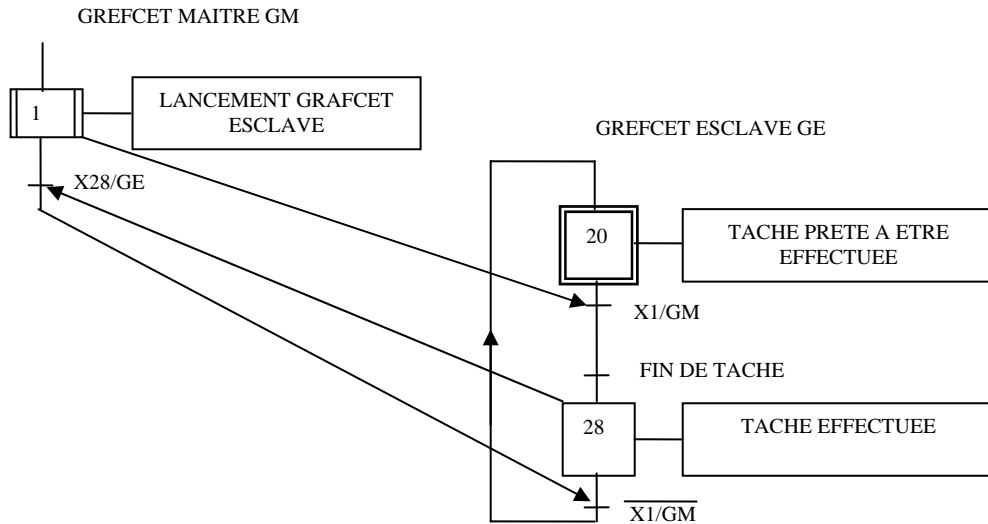 GREFCET MAITRE GM
1
LANCEMENT GRAFCET
ESCLAVE
X28/GE
GREFCET ESCLAVE GE
20
TACHE PRETE A ETRE
EFFECTUEE
X1/GM
FIN DE TACHE
28
TACHE EFFECTUEE
X1/GM